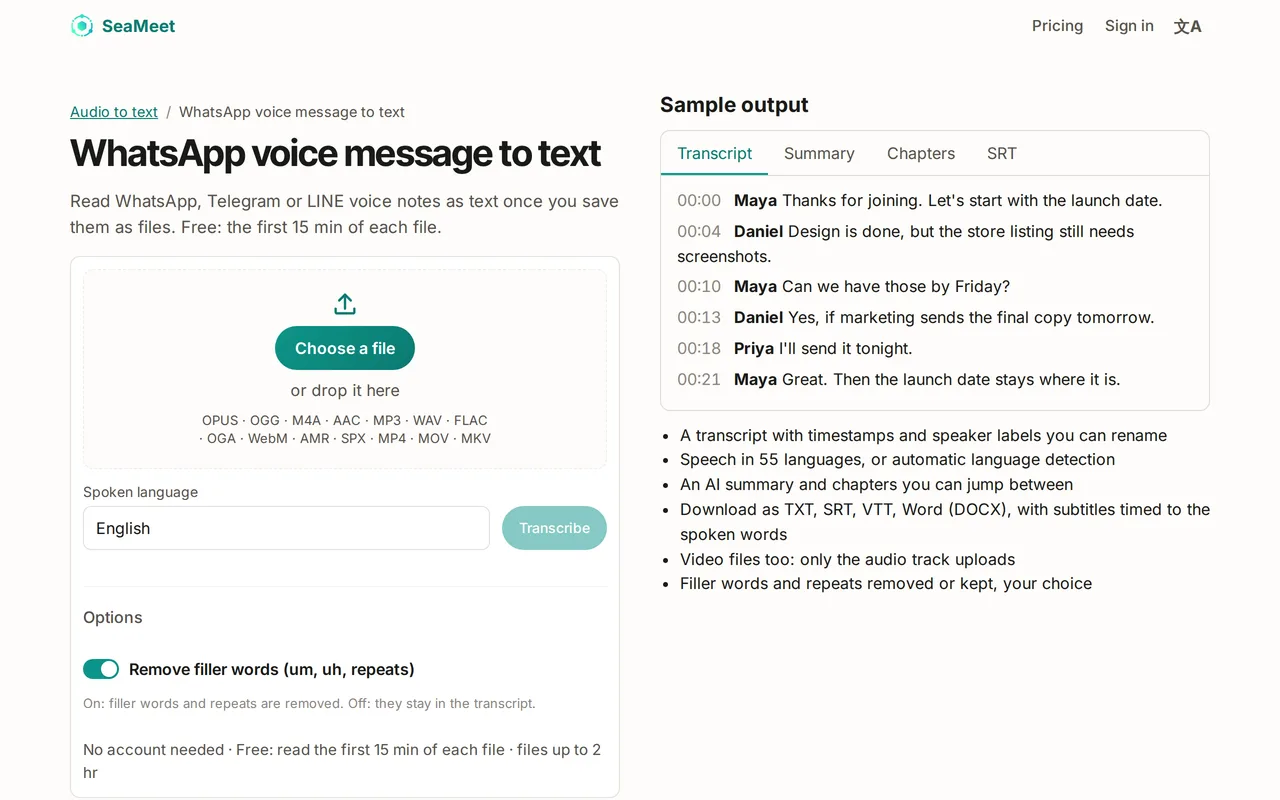 SeaMeet
Pricing
Sign in
文A
Audio to text / WhatsApp voice message to text
WhatsApp voice message to text
Read WhatsApp, Telegram or LINE voice notes as text once you save
them as files. Free: the first 15 min of each file.
Choose a file
or drop it here
OPUS · OGG · M4A · AAC · MP3 · WAV · FLAC
· OGA · WebM · AMR · SPX · MP4 · MOV · MKV
Spoken language
English
Transcribe
Options
Remove filler words (um, uh, repeats)
On: filler words and repeats are removed. Off: they stay in the transcript.
No account needed · Free: read the first 15 min of each file · files up to 2
hr
Sample output
Transcript
Summary
Chapters
SRT
00:00 Maya Thanks for joining. Let's start with the launch date.
00:04 Daniel Design is done, but the store listing still needs
screenshots.
00:10 Maya Can we have those by Friday?
00:13 Daniel Yes, if marketing sends the final copy tomorrow.
00:18 Priya I'll send it tonight.
00:21 Maya Great. Then the launch date stays where it is.
• A transcript with timestamps and speaker labels you can rename
• Speech in 55 languages, or automatic language detection
• An AI summary and chapters you can jump between
• Download as TXT, SRT, VTT, Word (DOCX), with subtitles timed to the
spoken words
• Video files too: only the audio track uploads
• Filler words and repeats removed or kept, your choice